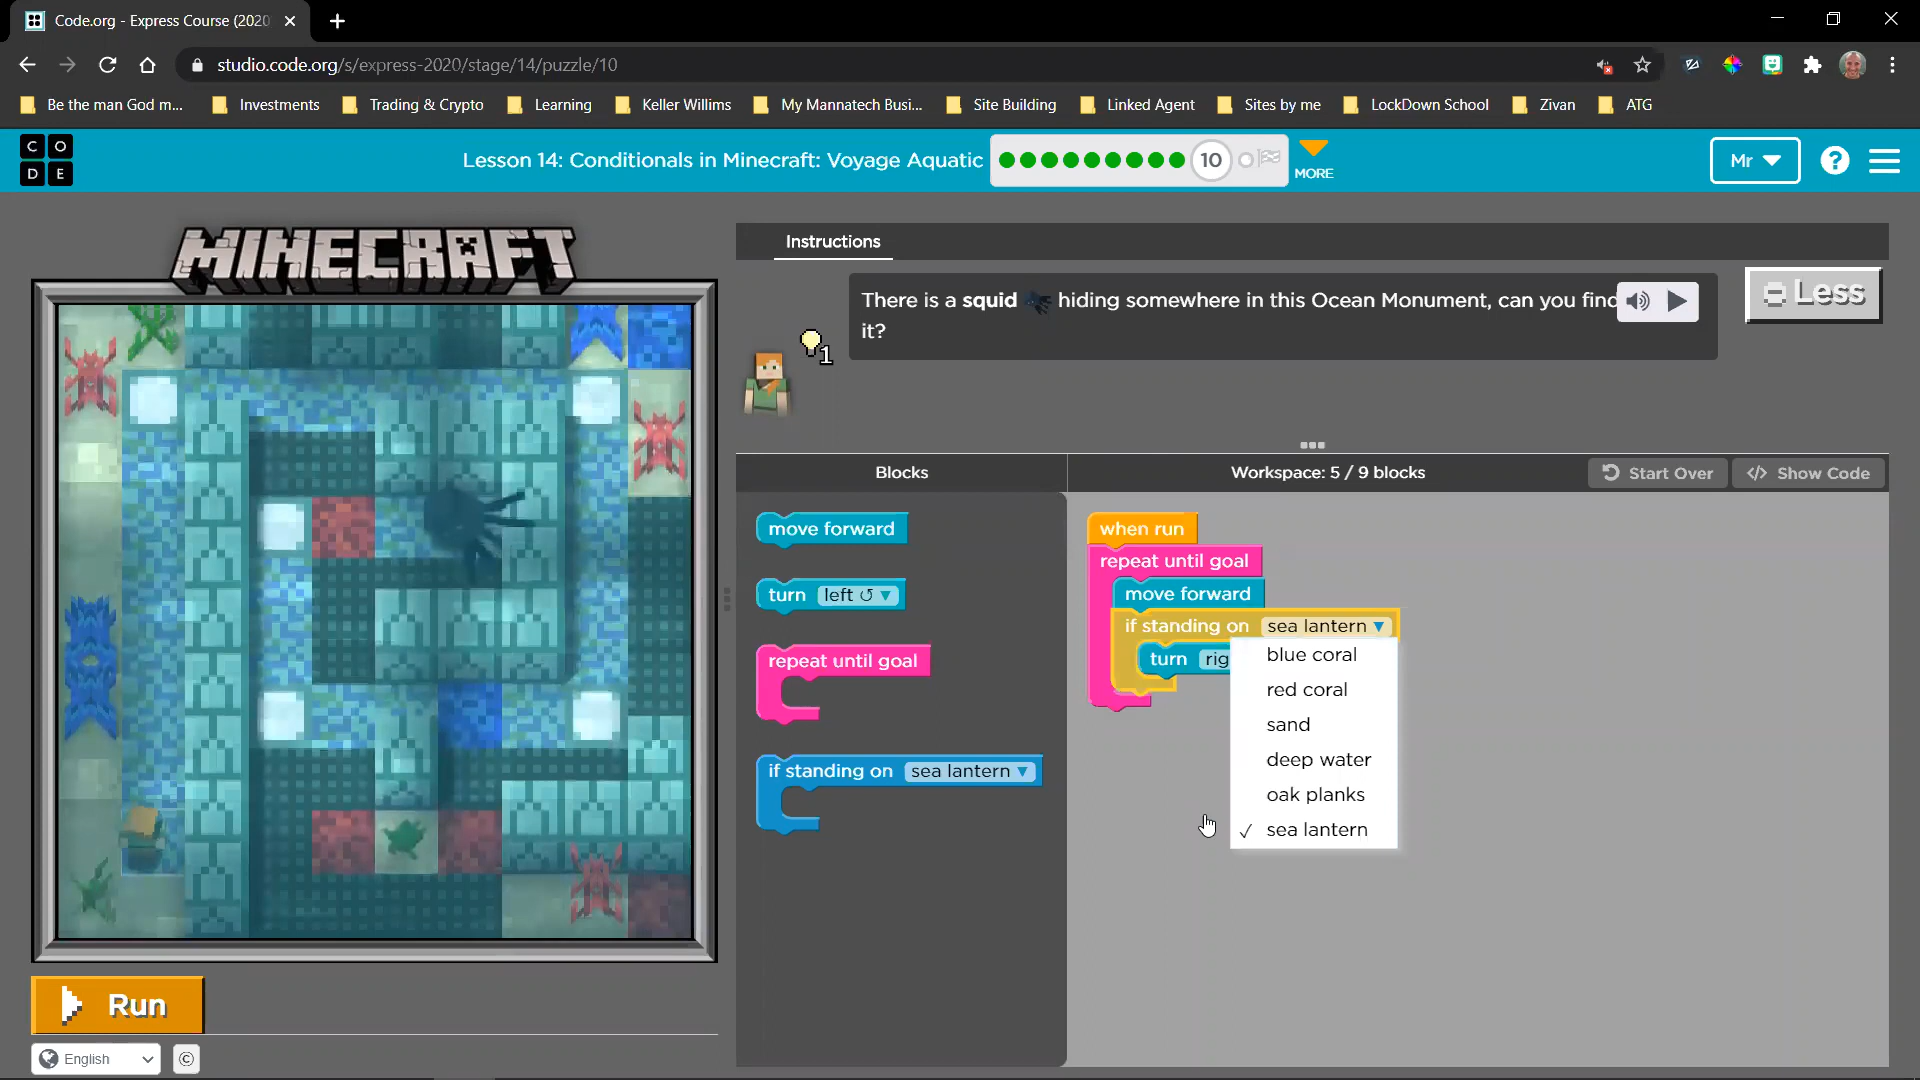 Code.org - Express Course (2020
studio.code.org/s/express-2020/stage/14/puzzle/10
Be the man God m...
Investments
Trading & Crypto
Learning
Keller Willims
My Mannatech Busi...
Site Building
Linked Agent
Sites by me
LockDown School
Zivan
ATG
C O
D E
Lesson 14: Conditionals in Minecraft: Voyage Aquatic
10
MORE
Mr
?
MINECRAFT
Instructions
There is a squid hiding somewhere in this Ocean Monument, can you find
it?
1
Less
Blocks
Workspace: 5 / 9 blocks
Start Over
Show Code
move forward
turn left
repeat until goal
if standing on sea lantern
when run
repeat until goal
move forward
if standing on sea lantern
turn rig
blue coral
red coral
sand
deep water
oak planks
✓ sea lantern
Run
English
©